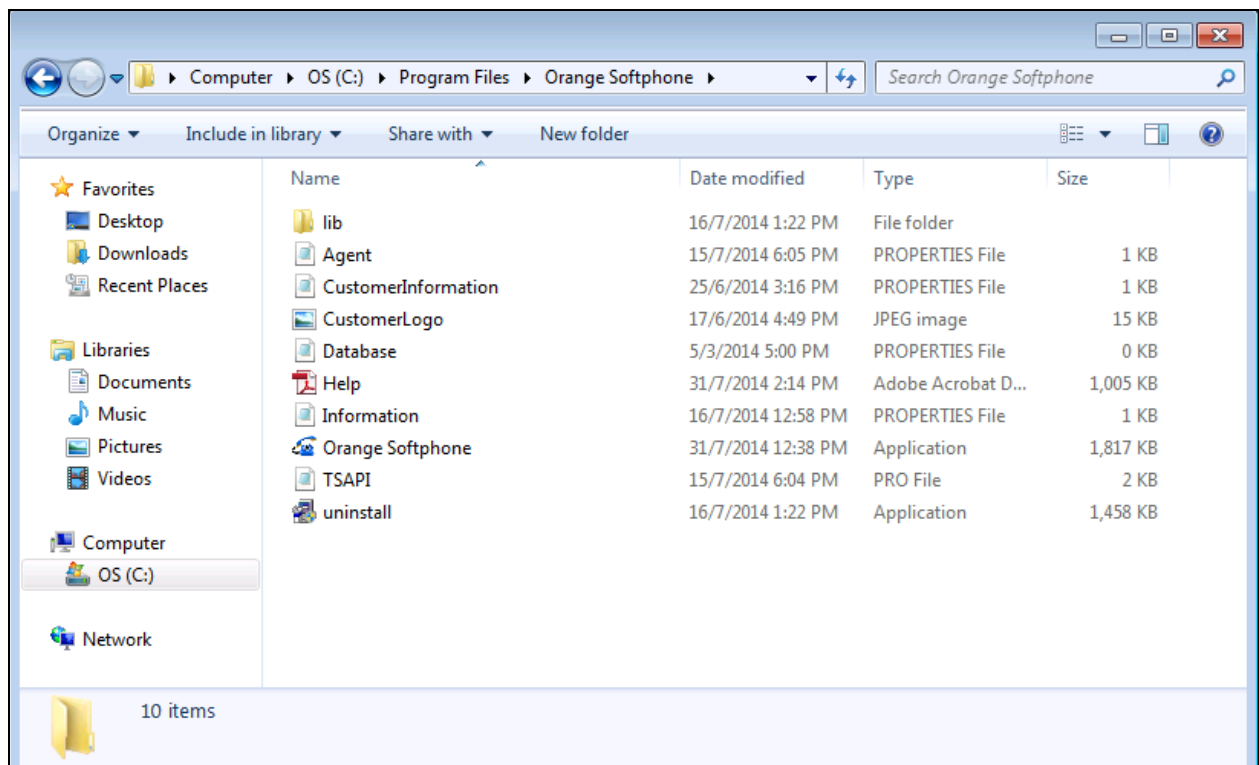 Computer OS (C:) Program Files Orange Softphone Search Orange Softphone
Organize Include in library Share with New folder
Favorites
Desktop
Downloads
Recent Places
Libraries
Documents
Music
Pictures
Videos
Computer
OS (C:)
Network
Name Date modified Type Size
lib 16/7/2014 1:22 PM File folder
Agent 15/7/2014 6:05 PM PROPERTIES File 1 KB
CustomerInformation 25/6/2014 3:16 PM PROPERTIES File 1 KB
CustomerLogo 17/6/2014 4:49 PM JPEG image 15 KB
Database 5/3/2014 5:00 PM PROPERTIES File 0 KB
Help 31/7/2014 2:14 PM Adobe Acrobat D... 1,005 KB
Information 16/7/2014 12:58 PM PROPERTIES File 1 KB
Orange Softphone 31/7/2014 12:38 PM Application 1,817 KB
TSAPI 15/7/2014 6:04 PM PRO File 2 KB
uninstall 16/7/2014 1:22 PM Application 1,458 KB
10 items